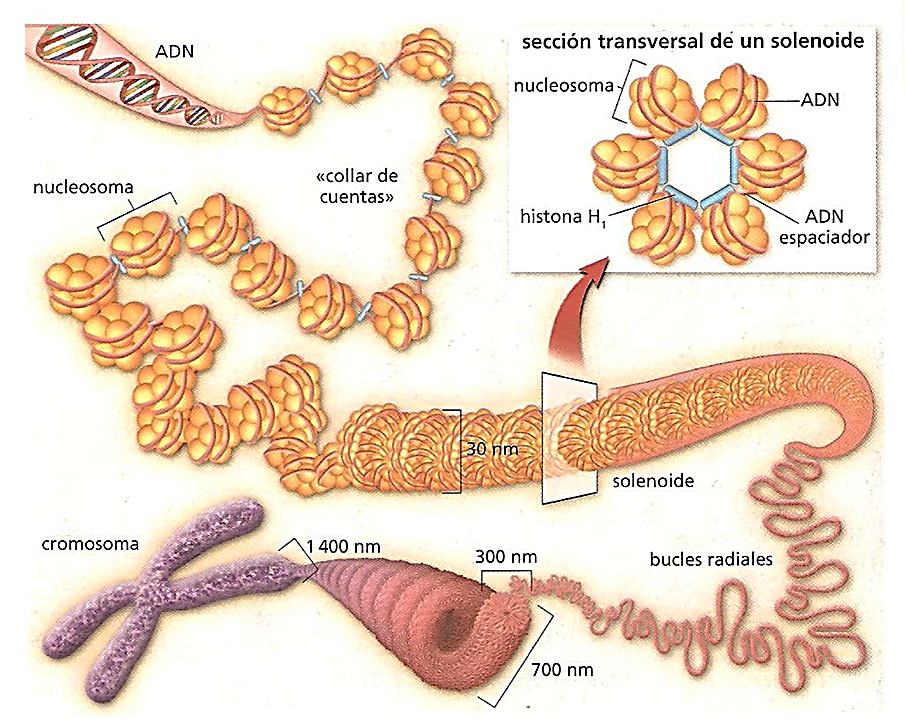 ADN
sección transversal de un solenoide
nucleosoma
ADN
«collar de
cuentas»
nucleosoma
histona H₁
ADN
espaciador
30 nm
solenoide
cromosoma
1 400 nm
300 nm
bucles radiales
700 nm